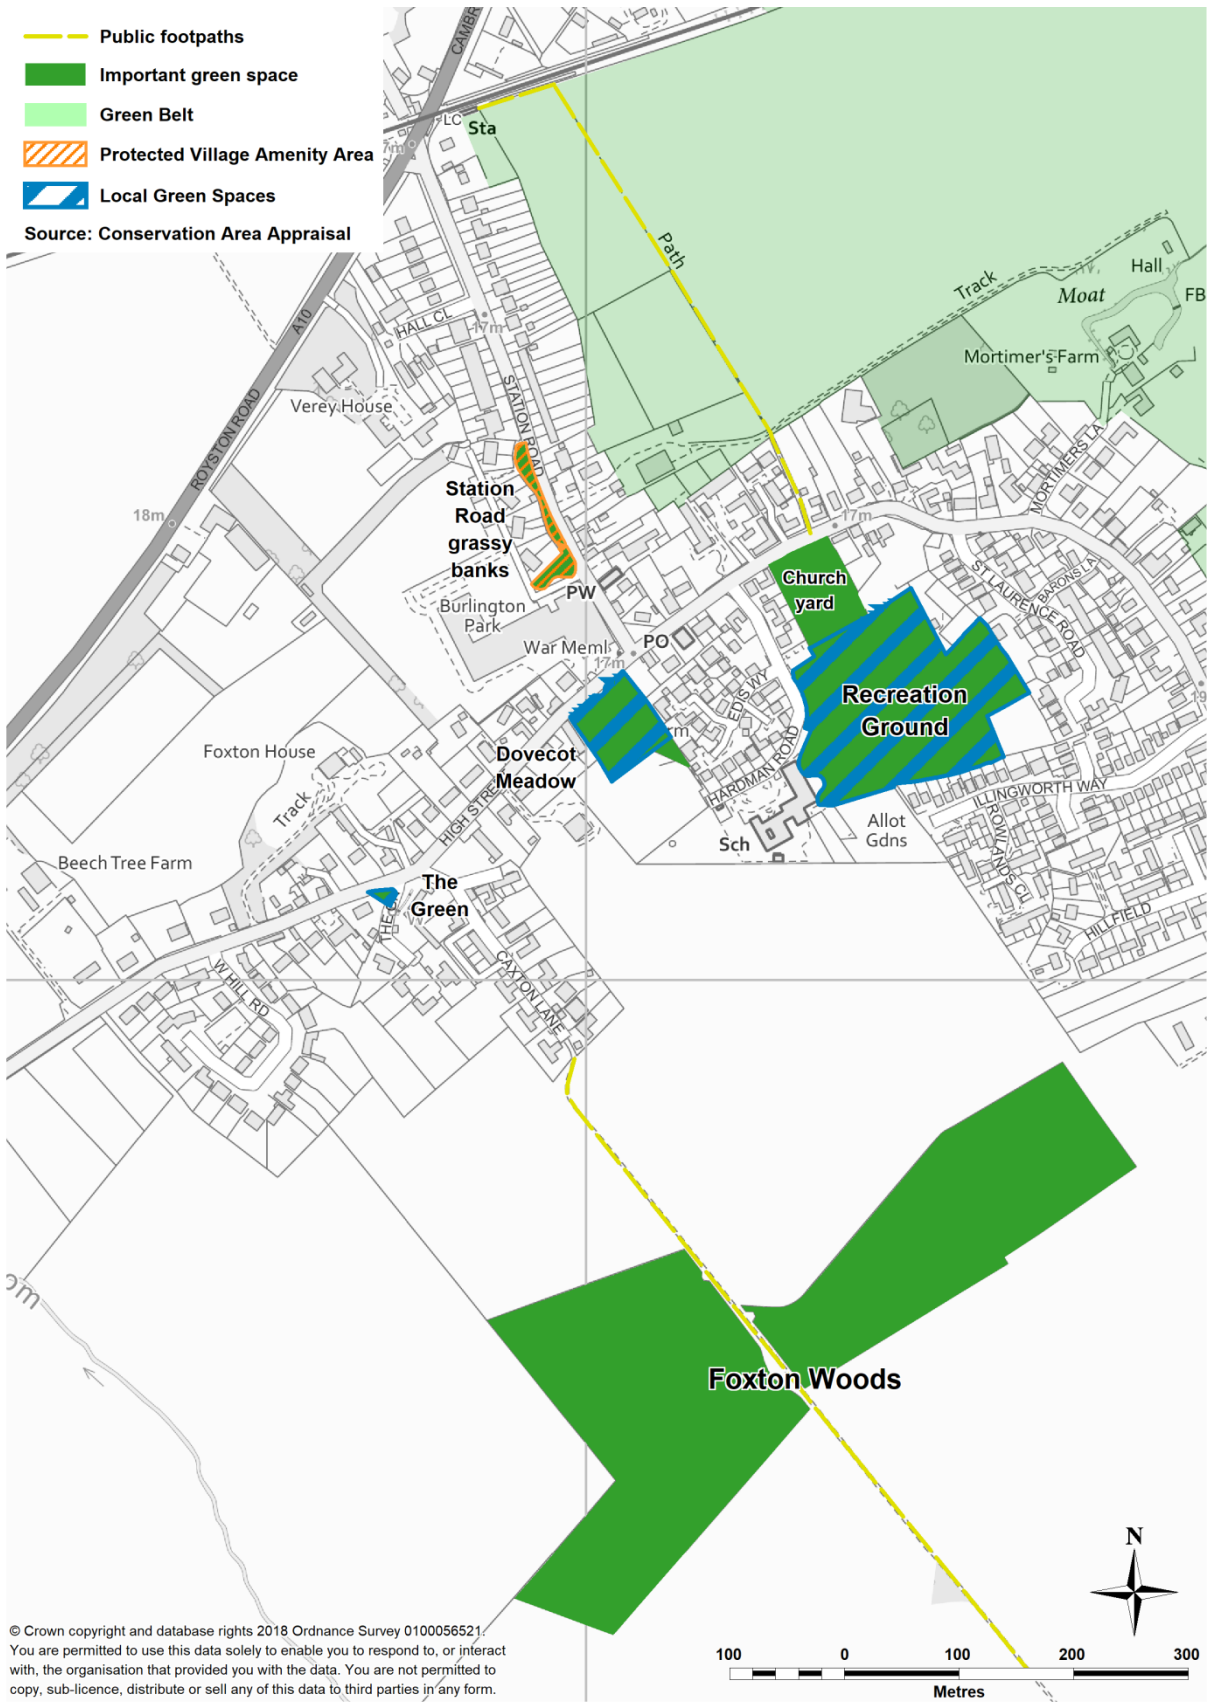 Public footpaths
Important green space
Green Belt
Protected Village Amenity Area
Local Green Spaces
Source: Conservation Area Appraisal
CAMBR
LC
Sta
7m
Path
Track
Hall
Moat
FB
Mortimer's Farm
A10
HALL CL
17m
Verey House
STATION ROAD
ROYSTON ROAD
18m
MORTIMERS LA
17m
Station
Road
grassy
banks
PW
Church
yard
ST LAURENCE ROAD
BARONS LA
Burlington
Park
War Meml
17m
PO
EDIS WY
Recreation
Ground
19
rm
Foxton House
Dovecot
Meadow
HARDMAN ROAD
ILLINGWORTH WAY
Track
HIGH STRE
Sch
Allot
Gdns
ROWLANDS CL
Beech Tree Farm
The
Green
THE G
HILLFIELD
W HILL RD
CAXTON LANE
om
Foxton Woods
N
© Crown copyright and database rights 2018 Ordnance Survey 0100056521.
You are permitted to use this data solely to enable you to respond to, or interact
with, the organisation that provided you with the data. You are not permitted to
copy, sub-licence, distribute or sell any of this data to third parties in any form.
100 0 100 200 300
Metres